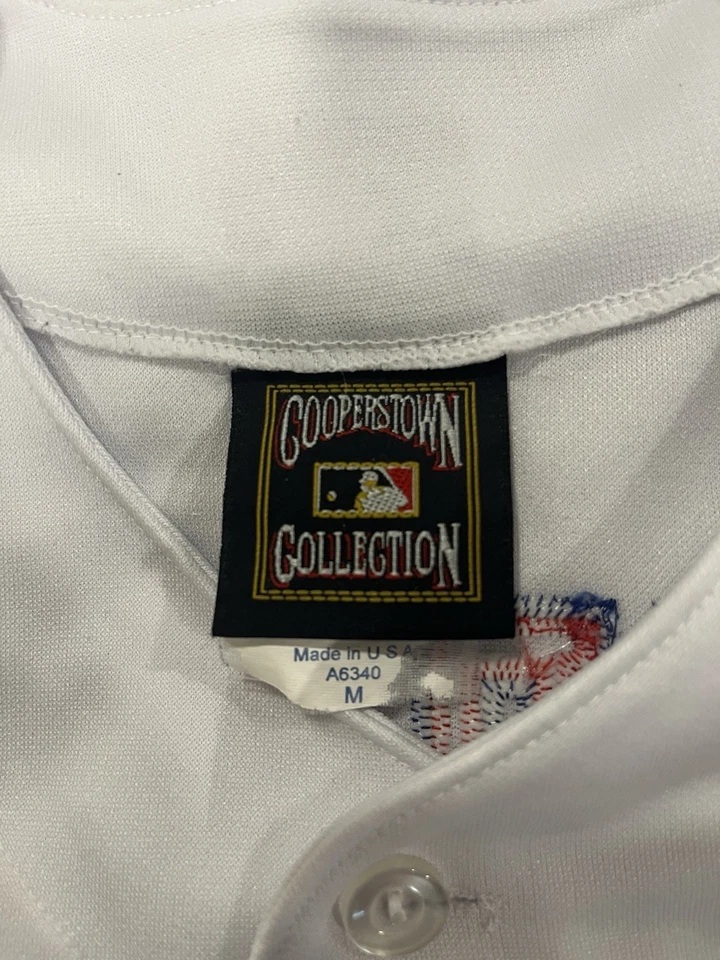 COOPERSTOWN
COLLECTION
Made in U S A
A6340
M